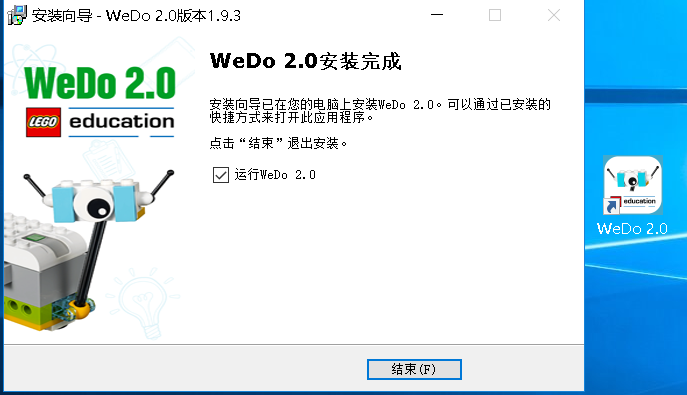 安装向导 - WeDo 2.0版本1.9.3
WeDo 2.0
LEGO education
WeDo 2.0安装完成
安装向导已在您的电脑上安装WeDo 2.0。可以通过已安装的
快捷方式来打开此应用程序。
点击“结束”退出安装。
运行WeDo 2.0
结束(F)
education
WeDo 2.0